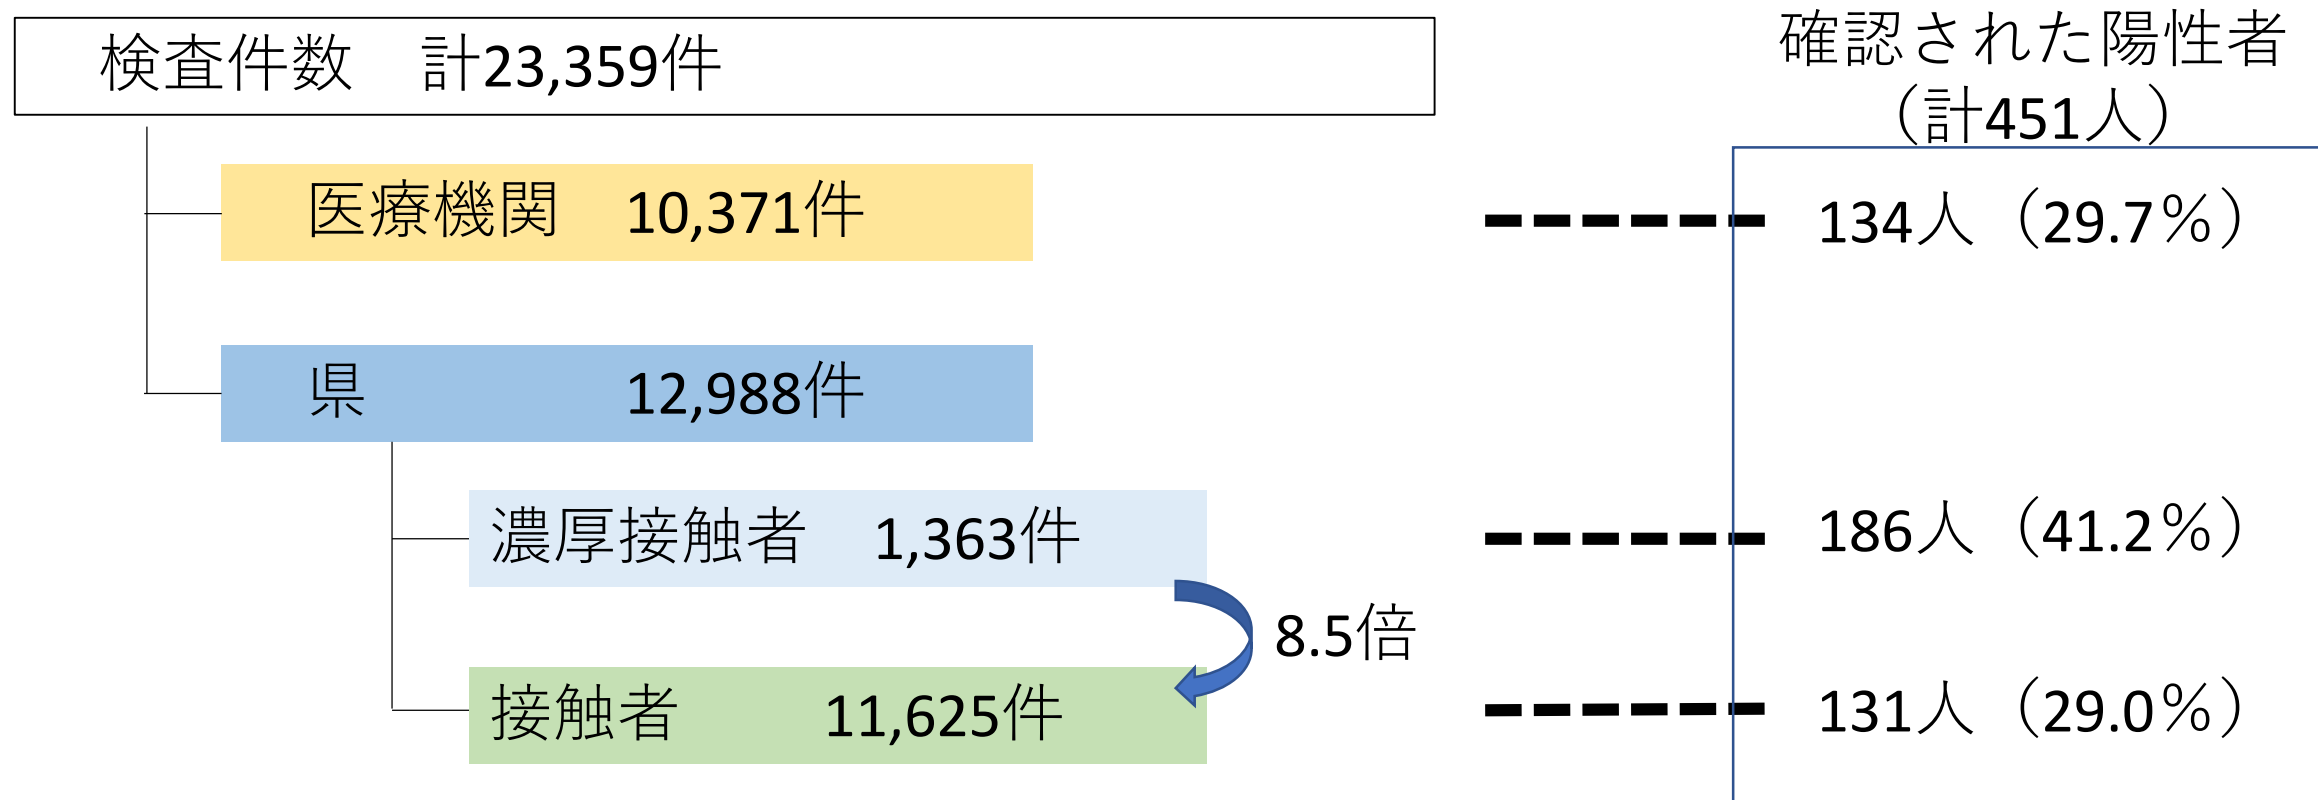 検査件数　計23,359件
確認された陽性者
（計451人）
医療機関　10,371件
134人（29.7％）
県　12,988件
濃厚接触者　1,363件
186人（41.2％）
8.5倍
接触者　11,625件
131人（29.0％）